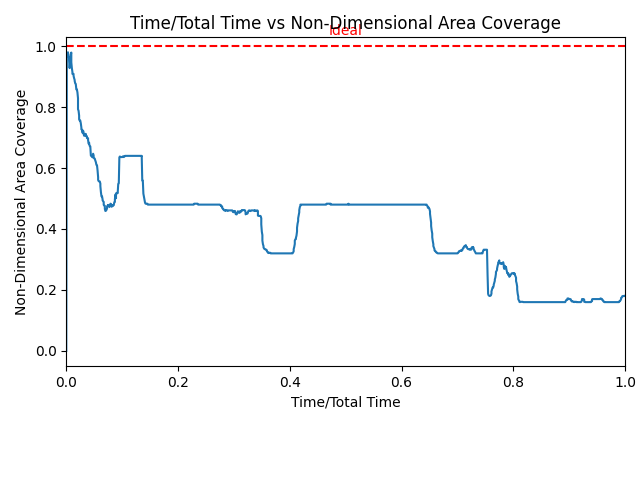 Time/Total Time vs Non-Dimensional Area Coverage
Ideal
1.0
0.8
0.6
0.4
0.2
0.0
Non-Dimensional Area Coverage
0.0 0.2 0.4 0.6 0.8 1.0
Time/Total Time